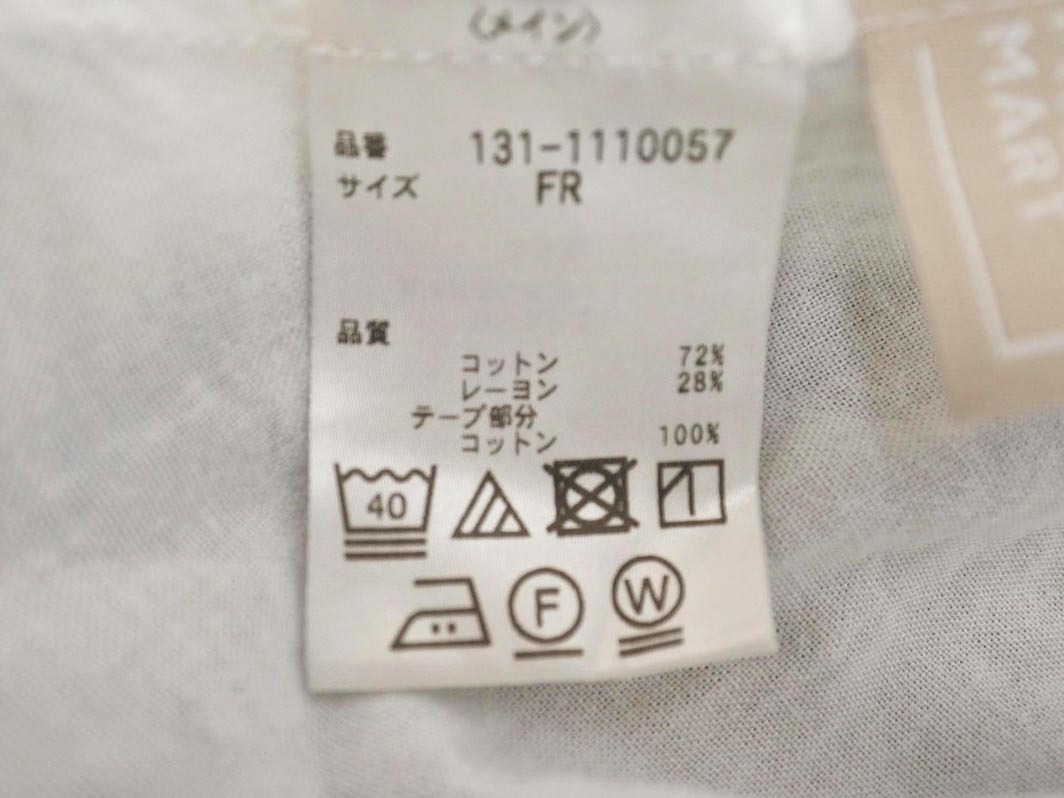 〈メイン〉
品番 131-1110057
サイズ FR
品質
コットン 72%
レーヨン 28%
テープ部分
コットン 100%
40
F
W
MART